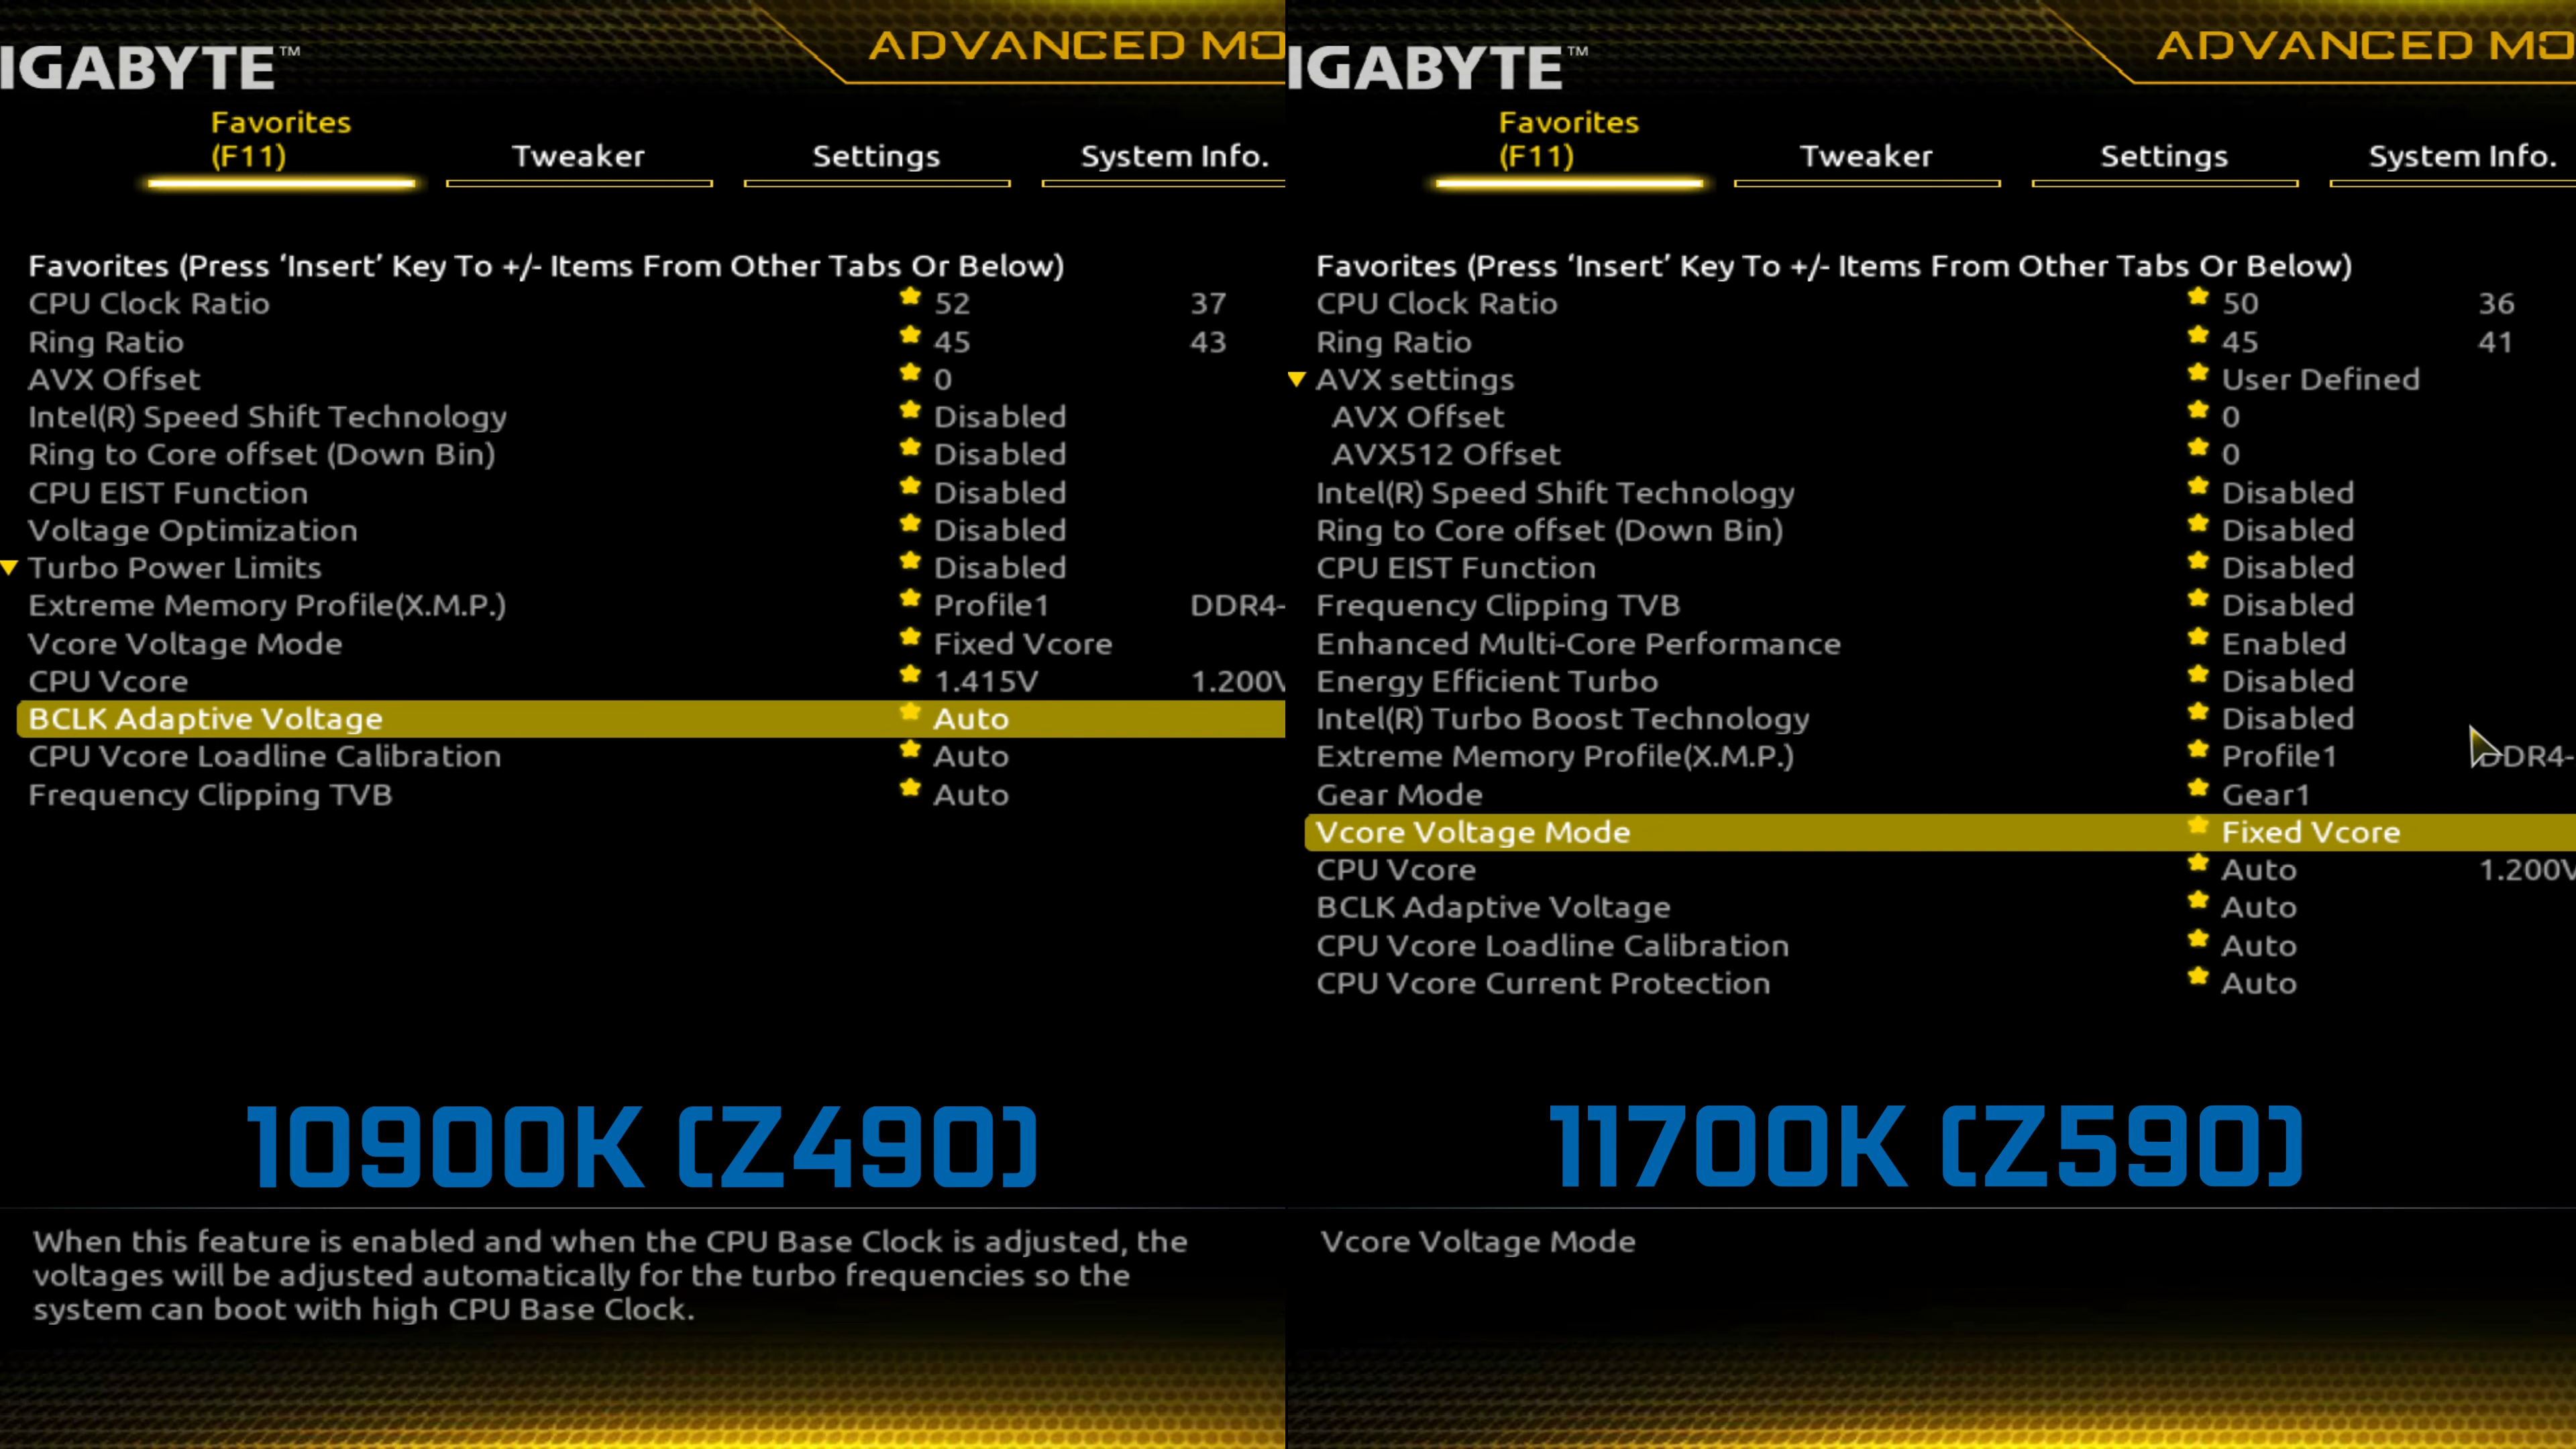 IGABYTE™
ADVANCED MO
Favorites
(F11)
Tweaker
Settings
System Info.
Favorites (Press ‘Insert’ Key To +/- Items From Other Tabs Or Below)
CPU Clock Ratio 52 37
Ring Ratio 45 43
AVX Offset 0
Intel(R) Speed Shift Technology Disabled
Ring to Core offset (Down Bin) Disabled
CPU EIST Function Disabled
Voltage Optimization Disabled
Turbo Power Limits Disabled
Extreme Memory Profile(X.M.P.) Profile1 DDR4-
Vcore Voltage Mode Fixed Vcore
CPU Vcore 1.415V 1.200V
BCLK Adaptive Voltage Auto
CPU Vcore Loadline Calibration Auto
Frequency Clipping TVB Auto
10900K (Z490)
When this feature is enabled and when the CPU Base Clock is adjusted, the
voltages will be adjusted automatically for the turbo frequencies so the
system can boot with high CPU Base Clock.
IGABYTE™
ADVANCED MO
Favorites
(F11)
Tweaker
Settings
System Info.
Favorites (Press ‘Insert’ Key To +/- Items From Other Tabs Or Below)
CPU Clock Ratio 50 36
Ring Ratio 45 41
AVX settings User Defined
AVX Offset 0
AVX512 Offset 0
Intel(R) Speed Shift Technology Disabled
Ring to Core offset (Down Bin) Disabled
CPU EIST Function Disabled
Frequency Clipping TVB Disabled
Enhanced Multi-Core Performance Enabled
Energy Efficient Turbo Disabled
Intel(R) Turbo Boost Technology Disabled
Extreme Memory Profile(X.M.P.) Profile1 DDR4-
Gear Mode Gear1
Vcore Voltage Mode Fixed Vcore
CPU Vcore Auto 1.200V
BCLK Adaptive Voltage Auto
CPU Vcore Loadline Calibration Auto
CPU Vcore Current Protection Auto
11700K (Z590)
Vcore Voltage Mode